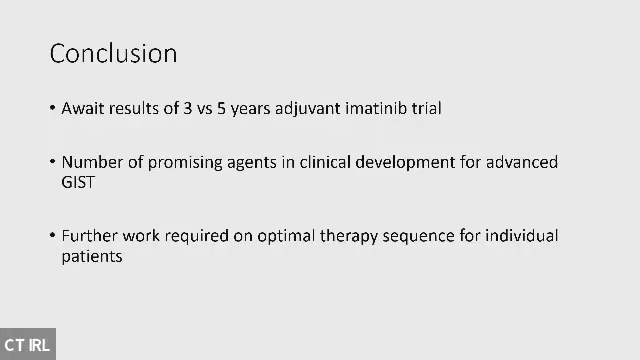 Conclusion
• Await results of 3 vs 5 years adjuvant imatinib trial
• Number of promising agents in clinical development for advanced
GIST
• Further work required on optimal therapy sequence for individual
patients
CT IRL